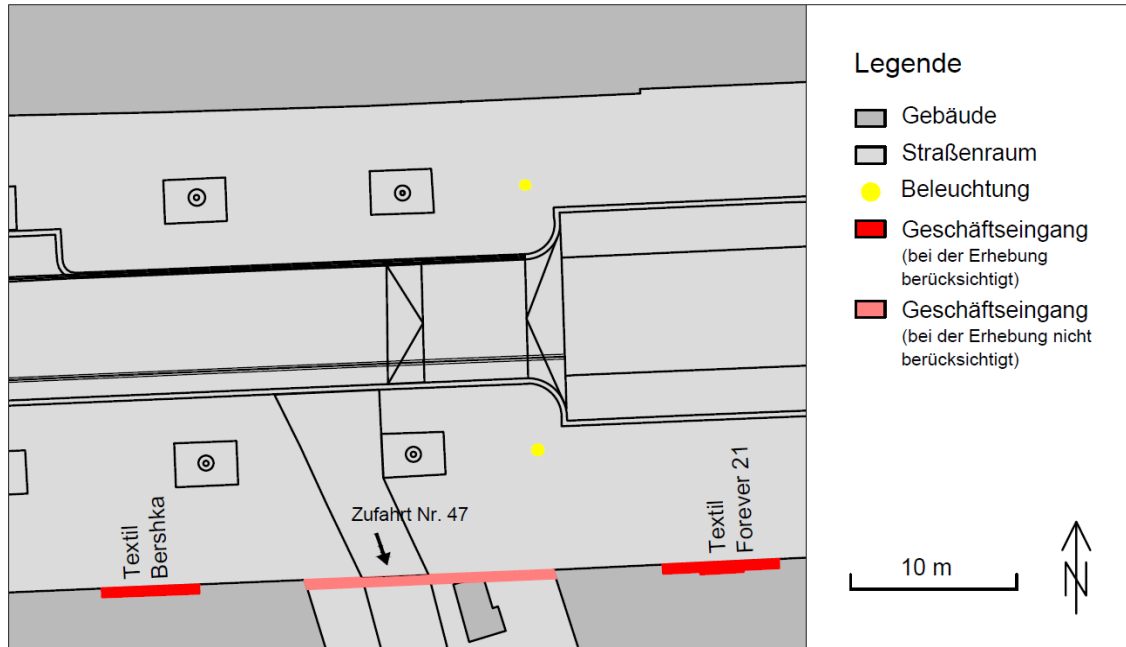 Legende
Gebäude
Straßenraum
Beleuchtung
Geschäftseingang
(bei der Erhebung
berücksichtigt)
Geschäftseingang
(bei der Erhebung nicht
berücksichtigt)
Zufahrt Nr. 47
Textil
Bershka
Textil
Forever 21
10 m
N